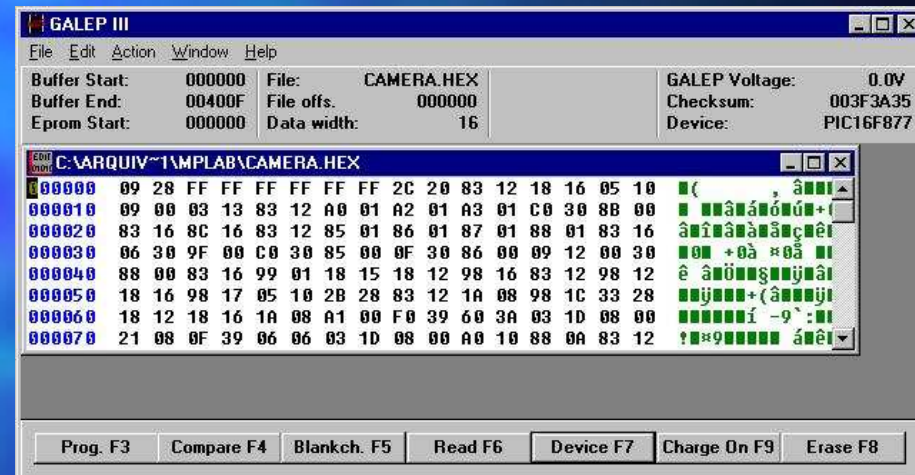 GALEP III
File Edit Action Window Help
Buffer Start: 000000 File: CAMERA.HEX GALEP Voltage: 0.0V
Buffer End: 00400F File offs. 000000 Checksum: 003F3A35
Eprom Start: 000000 Data width: 16 Device: PIC16F877
C:\ARQUIV~1\MPLAB\CAMERA.HEX
000000 09 28 FF FF FF FF FF FF 2C 20 83 12 18 16 05 10
000010 09 00 03 13 83 12 A0 01 A2 01 A3 01 C0 30 8B 00
000020 83 16 8C 16 83 12 85 01 86 01 87 01 88 01 83 16
000030 06 30 9F 00 C0 30 85 00 0F 30 86 00 09 12 00 30
000040 88 00 83 16 99 01 18 15 18 12 98 16 83 12 98 12
000050 18 16 98 17 05 10 2B 28 83 12 1A 08 98 1C 33 28
000060 18 12 18 16 1A 08 A1 00 F0 39 60 3A 03 1D 08 00
000070 21 08 0F 39 06 06 03 1D 08 00 A0 10 88 0A 83 12
Prog. F3 Compare F4 Blankch. F5 Read F6 Device F7 Charge On F9 Erase F8